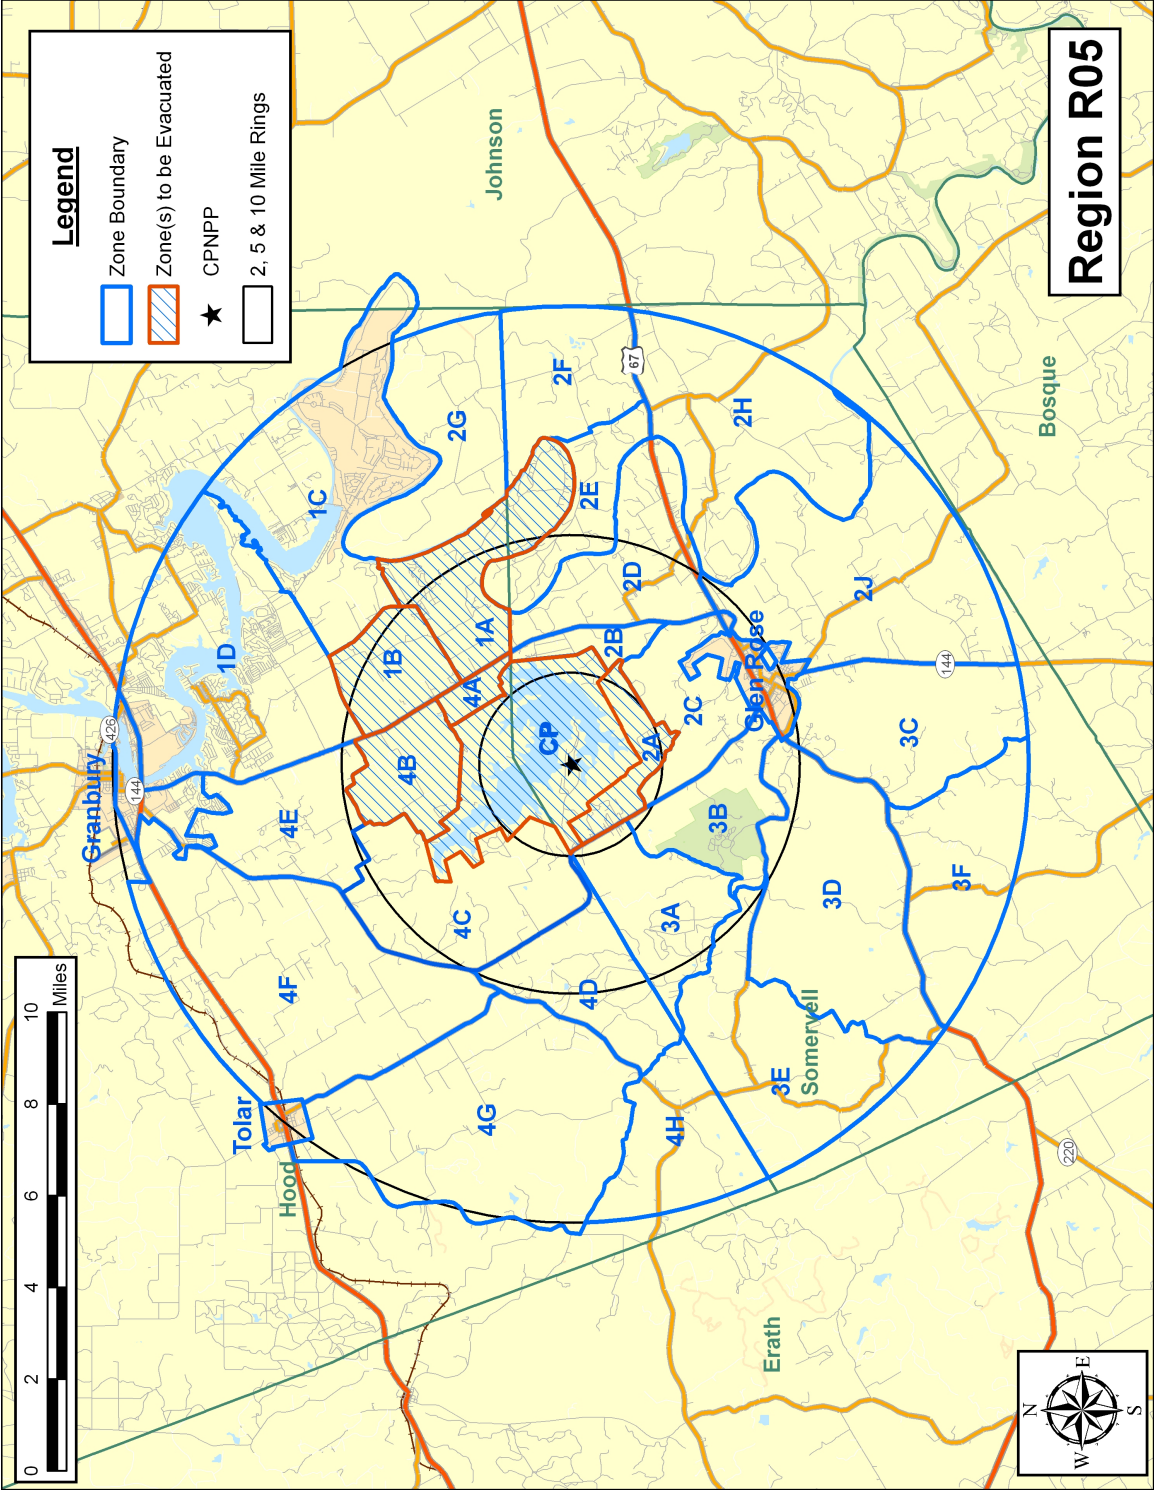 Legend
Zone Boundary
Zone(s) to be Evacuated
CPNPP
2, 5 & 10 Mile Rings
Region R05
0 2 4 6 8 10
Miles
N
W E
S
Granbury
Tolar
Glen Rose
Hood
Johnson
Bosque
Somervell
Erath
CP
1A
1B
1C
1D
2A
2B
2C
2D
2E
2F
2G
2H
2J
3A
3B
3C
3D
3E
3F
4A
4B
4C
4D
4E
4F
4G
4H
426
144
67
144
220